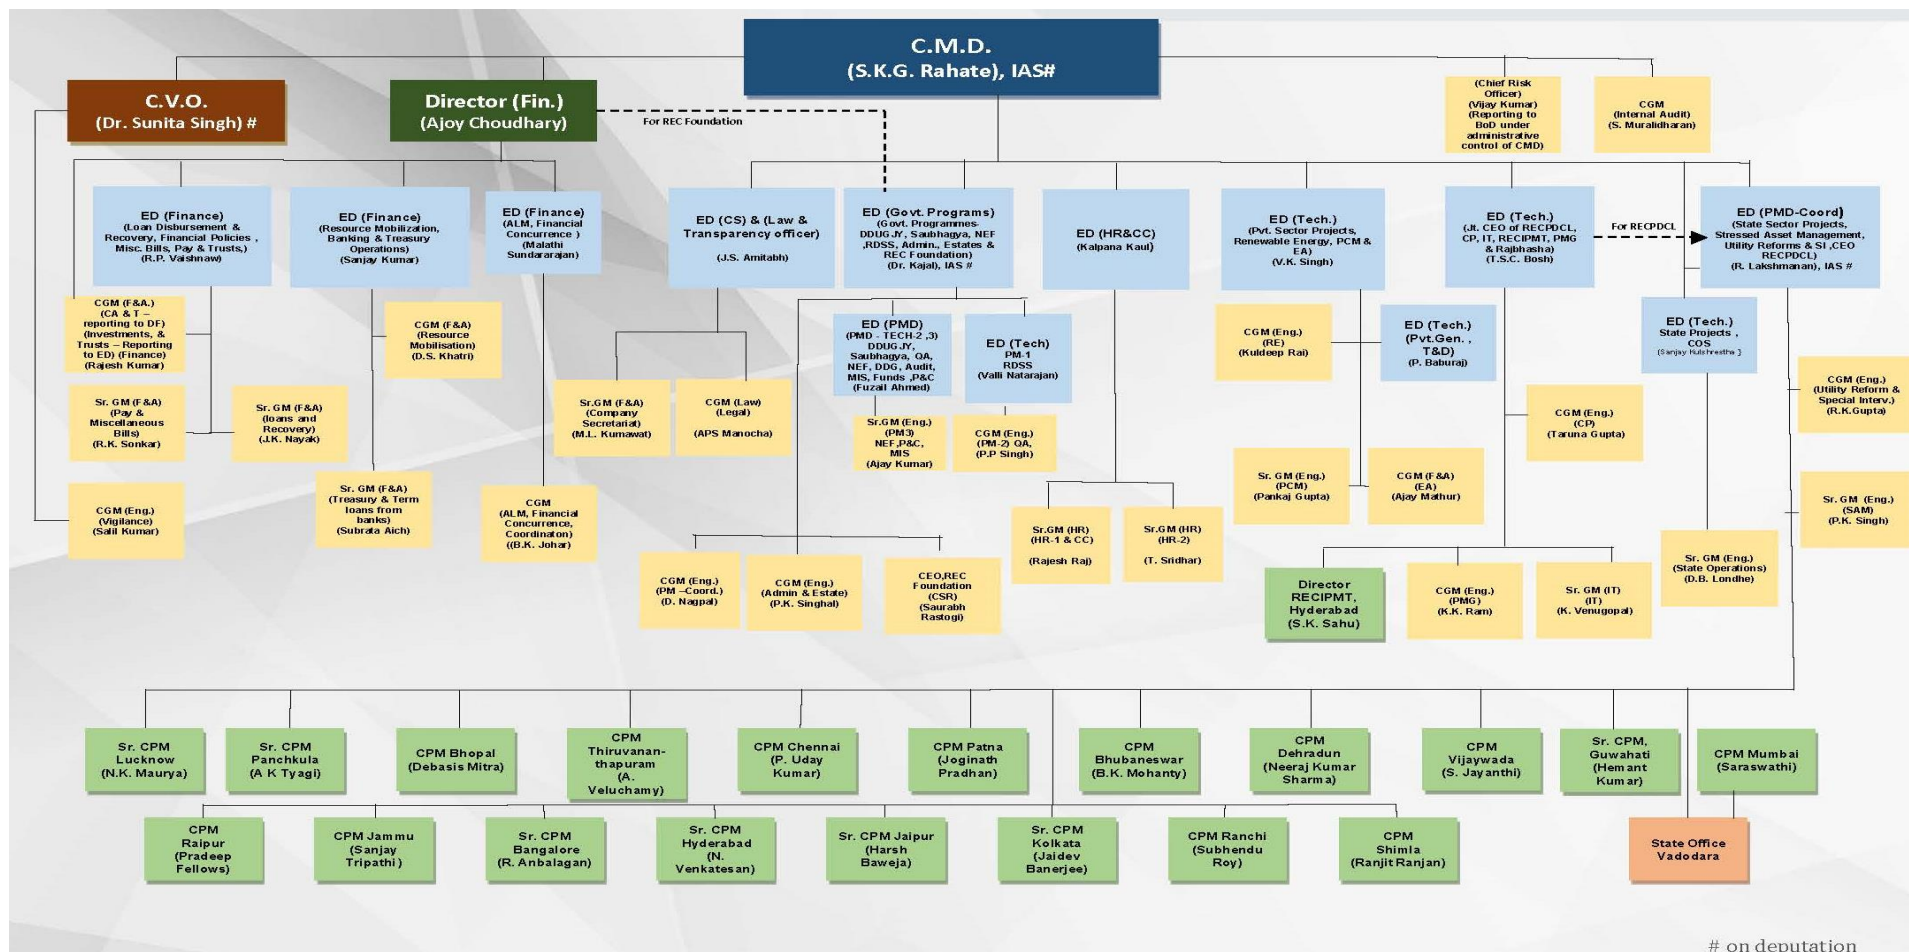 C.M.D.
(S.K.G. Rahate), IAS#
C.V.O.
(Dr. Sunita Singh) #
Director (Fin.)
(Ajoy Choudhary)
For REC Foundation
(Chief Risk
Officer)
(Vijay Kumar)
(Reporting to
BoD under
administrative
control of CMD)
CGM
(Internal Audit)
(S. Muralidharan)
ED (Finance)
(Loan Disbursement &
Recovery, Financial Policies ,
Misc. Bills, Pay & Trusts,)
(R.P. Vaishnaw)
ED (Finance)
(Resource Mobilization,
Banking & Treasury
Operations)
(Sanjay Kumar)
ED (Finance)
(ALM, Financial
Concurrence )
(Malathi
Sundararajan)
ED (CS) & (Law &
Transparency officer)
(J.S. Amitabh)
ED (Govt. Programs)
(Govt. Programmes-
DDUGJY, Saubhagya, NEF
,RDSS, Admin., Estates &
REC Foundation)
(Dr. Kajal), IAS #
ED (HR&CC)
(Kalpana Kaul)
ED (Tech.)
(Pvt. Sector Projects,
Renewable Energy, PCM &
EA)
(V.K. Singh)
ED (Tech.)
(Jt. CEO of RECPDCL,
CP, IT, RECIPMT, PMG
& Rajbhasha)
(T.S.C. Bosh)
For RECPDCL
ED (PMD-Coord)
(State Sector Projects,
Stressed Asset Management,
Utility Reforms & SI ,CEO
RECPDCL)
(R. Lakshmanan), IAS #
CGM (F&A.)
(CA & T –
reporting to DF)
(Investments, &
Trusts – Reporting
to ED) (Finance)
(Rajesh Kumar)
CGM (F&A)
(Resource
Mobilisation)
(D.S. Khatri)
ED (PMD)
(PMD - TECH-2 ,3)
DDUGJY,
Saubhagya, QA,
NEF, DDG, Audit,
MIS, Funds ,P&C
(Fuzail Ahmed)
ED (Tech)
PM-1
RDSS
(Valli Natarajan)
CGM (Eng.)
(RE)
(Kuldeep Rai)
ED (Tech.)
(Pvt.Gen. ,
T&D)
(P. Baburaj)
ED (Tech.)
State Projects ,
COS
(Sanjay Kulshrestha )
Sr. GM (F&A)
(Pay &
Miscellaneous
Bills)
(R.K. Sonkar)
Sr. GM (F&A)
(loans and
Recovery)
(J.K. Nayak)
Sr.GM (F&A)
(Company
Secretariat)
(M.L. Kumawat)
CGM (Law)
(Legal)
(APS Manocha)
Sr.GM (Eng.)
(PM3)
NEF ,P&C,
MIS
(Ajay Kumar)
CGM (Eng.)
(PM-2) QA,
(P.P Singh)
CGM (Eng.)
(CP)
(Taruna Gupta)
CGM (Eng.)
(Utility Reform &
Special Interv.)
(R.K.Gupta)
CGM (Eng.)
(Vigilance)
(Salil Kumar)
Sr. GM (F&A)
(Treasury & Term
loans from
banks)
(Subrata Aich)
CGM
(ALM, Financial
Concurrence,
Coordinaton)
((B.K. Johar)
Sr.GM (HR)
(HR-1 & CC)
(Rajesh Raj)
Sr.GM (HR)
(HR-2)
(T. Sridhar)
Sr. GM (Eng.)
(PCM)
(Pankaj Gupta)
CGM (F&A)
(EA)
(Ajay Mathur)
Sr. GM (Eng.)
(SAM)
(P.K. Singh)
CGM (Eng.)
(PM –Coord.)
(D. Nagpal)
CGM (Eng.)
(Admin & Estate)
(P.K. Singhal)
CEO,REC
Foundation
(CSR)
(Saurabh
Rastogi)
Director
RECIPMT,
Hyderabad
(S.K. Sahu)
CGM (Eng.)
(PMG)
(K.K. Ram)
Sr. GM (IT)
(IT)
(K. Venugopal)
Sr. GM (Eng.)
(State Operations)
(D.B. Londhe)
Sr. CPM
Lucknow
(N.K. Maurya)
Sr. CPM
Panchkula
(A K Tyagi)
CPM Bhopal
(Debasis Mitra)
CPM
Thiruvanan-
thapuram
(A.
Veluchamy)
CPM Chennai
(P. Uday
Kumar)
CPM Patna
(Joginath
Pradhan)
CPM
Bhubaneswar
(B.K. Mohanty)
CPM
Dehradun
(Neeraj Kumar
Sharma)
CPM
Vijaywada
(S. Jayanthi)
Sr. CPM,
Guwahati
(Hemant
Kumar)
CPM Mumbai
(Saraswathi)
CPM
Raipur
(Pradeep
Fellows)
CPM Jammu
(Sanjay
Tripathi)
Sr. CPM
Bangalore
(R. Anbalagan)
Sr. CPM
Hyderabad
(N.
Venkatesan)
Sr. CPM Jaipur
(Harsh
Baweja)
Sr. CPM
Kolkata
(Jaidev
Banerjee)
CPM Ranchi
(Subhendu
Roy)
CPM
Shimla
(Ranjit Ranjan)
State Office
Vadodara
# on deputation